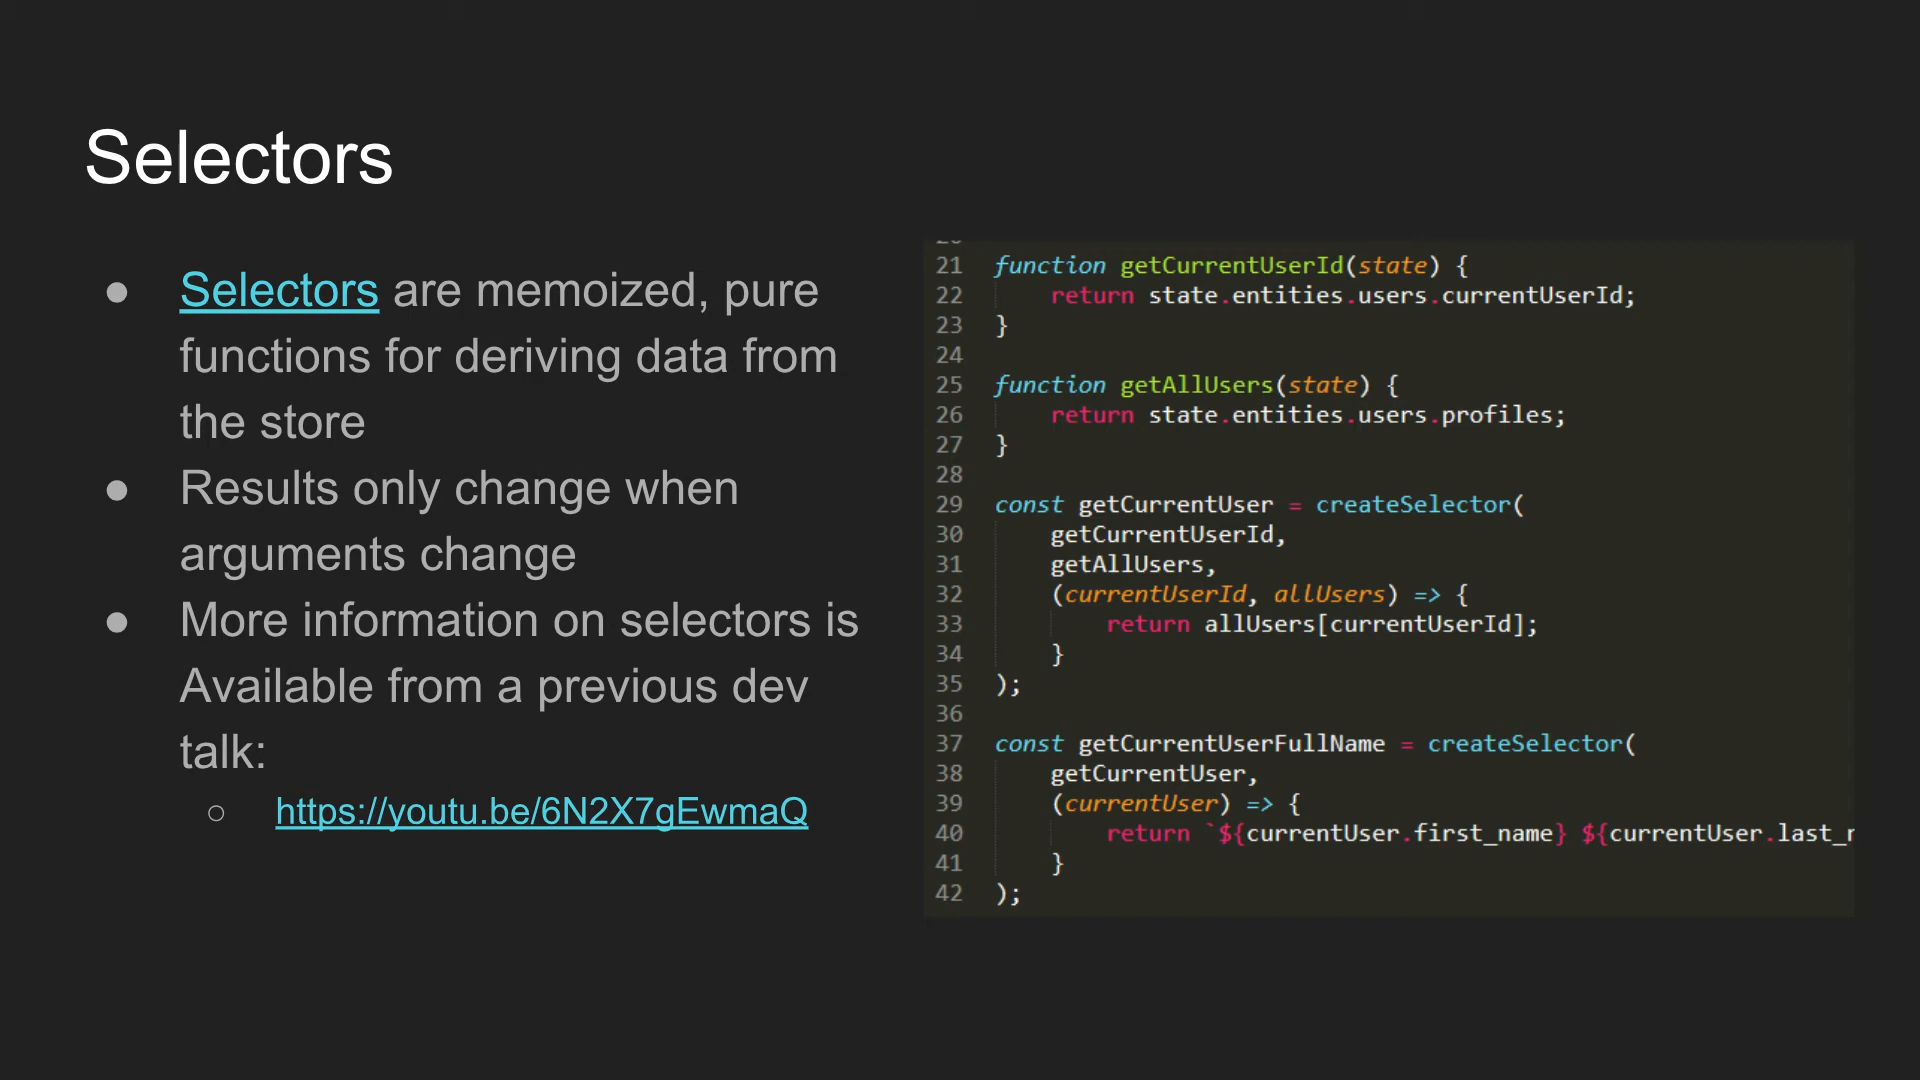 Selectors
● Selectors are memoized, pure
functions for deriving data from
the store
● Results only change when
arguments change
● More information on selectors is
Available from a previous dev
talk:
○ https://youtu.be/6N2X7gEwmaQ
21 function getCurrentUserId(state) {
22     return state.entities.users.currentUserId;
23 }
24
25 function getAllUsers(state) {
26     return state.entities.users.profiles;
27 }
28
29 const getCurrentUser = createSelector(
30     getCurrentUserId,
31     getAllUsers,
32     (currentUserId, allUsers) => {
33         return allUsers[currentUserId];
34     }
35 );
36
37 const getCurrentUserFullName = createSelector(
38     getCurrentUser,
39     (currentUser) => {
40         return `${currentUser.first_name} ${currentUser.last_
41     }
42 );